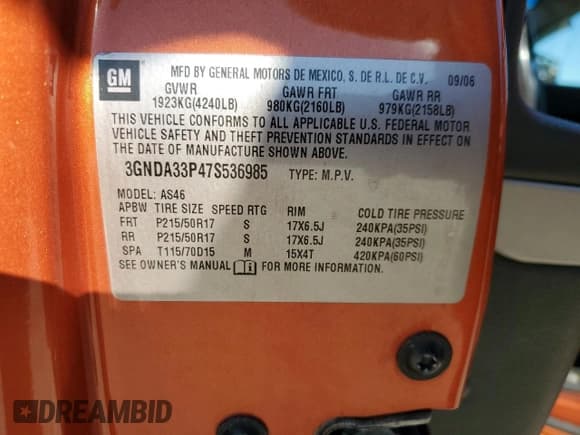 GM
MFD BY GENERAL MOTORS DE MEXICO, S. DE R.L. DE C.V. 09/06
GVWR GAWR FRT GAWR RR
1923KG(4240LB) 980KG(2160LB) 979KG(2158LB)
THIS VEHICLE CONFORMS TO ALL APPLICABLE U.S. FEDERAL MOTOR
VEHICLE SAFETY AND THEFT PREVENTION STANDARDS IN EFFECT ON
THE DATE OF MANUFACTURE SHOWN ABOVE.
3GNDA33P47S536985 TYPE: M.P.V.
MODEL: AS46
APBW TIRE SIZE SPEED RTG RIM COLD TIRE PRESSURE
FRT P215/50R17 S 17X6.5J 240KPA(35PSI)
RR P215/50R17 S 17X6.5J 240KPA(35PSI)
SPA T115/70D15 M 15X4T 420KPA(60PSI)
SEE OWNER'S MANUAL FOR MORE INFORMATION
DREAMBID